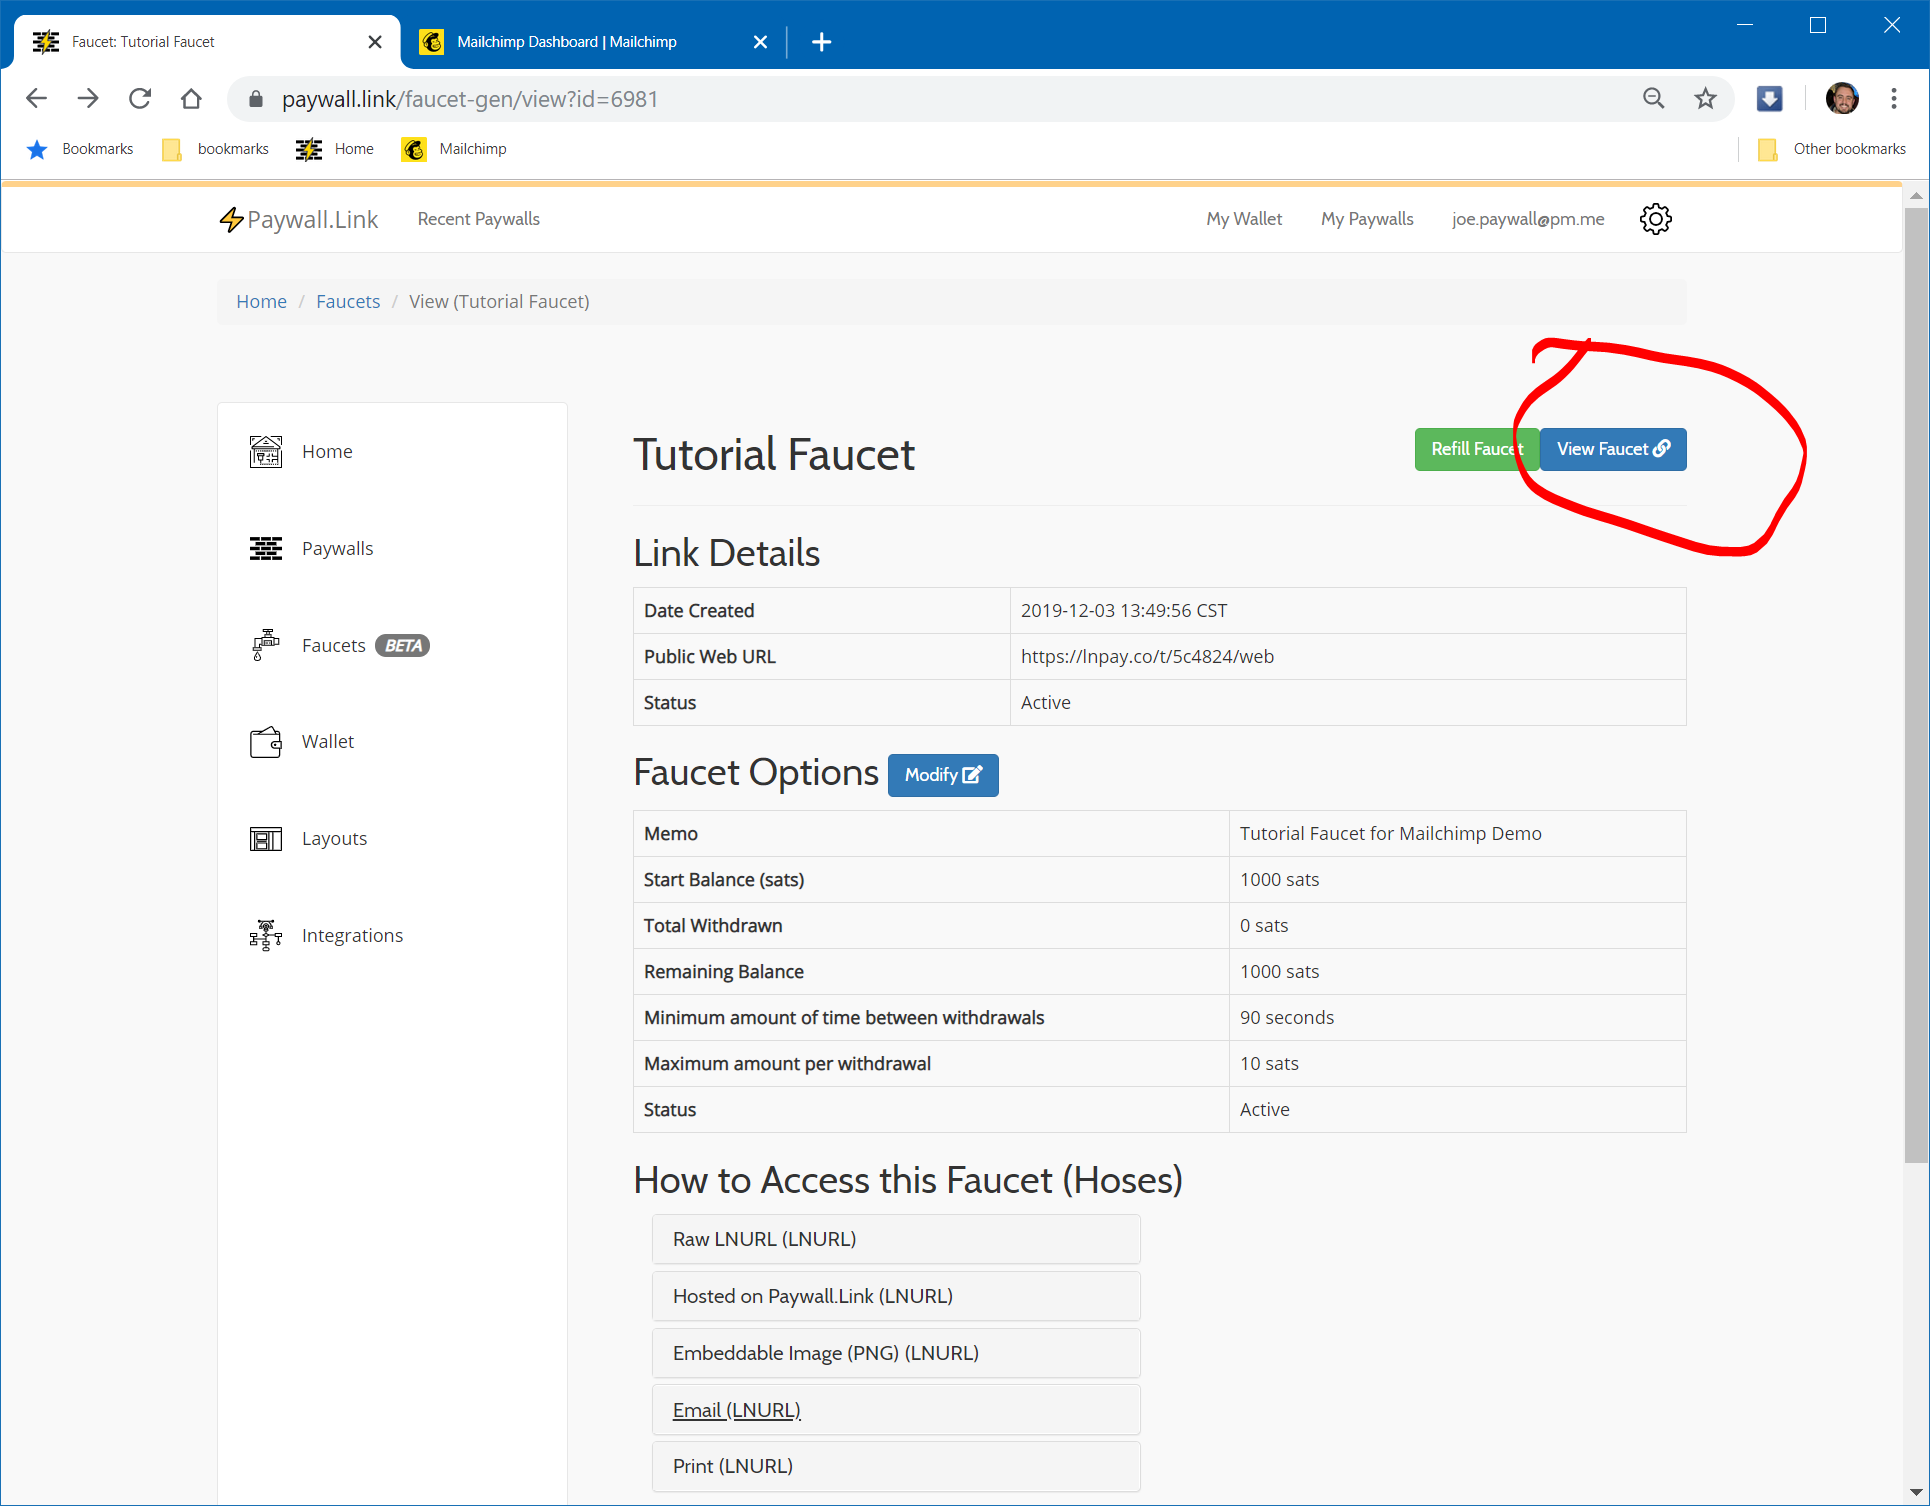 Faucet: Tutorial Faucet
Mailchimp Dashboard | Mailchimp
paywall.link/faucet-gen/view?id=6981
Bookmarks bookmarks Home Mailchimp Other bookmarks
Paywall.Link Recent Paywalls My Wallet My Paywalls joe.paywall@pm.me
Home / Faucets / View (Tutorial Faucet)
Home
Paywalls
Faucets BETA
Wallet
Layouts
Integrations
Tutorial Faucet
Refill Faucet View Faucet
Link Details
Date Created 2019-12-03 13:49:56 CST
Public Web URL https://lnpay.co/t/5c4824/web
Status Active
Faucet Options Modify
Memo Tutorial Faucet for Mailchimp Demo
Start Balance (sats) 1000 sats
Total Withdrawn 0 sats
Remaining Balance 1000 sats
Minimum amount of time between withdrawals 90 seconds
Maximum amount per withdrawal 10 sats
Status Active
How to Access this Faucet (Hoses)
Raw LNURL (LNURL)
Hosted on Paywall.Link (LNURL)
Embeddable Image (PNG) (LNURL)
Email (LNURL)
Print (LNURL)